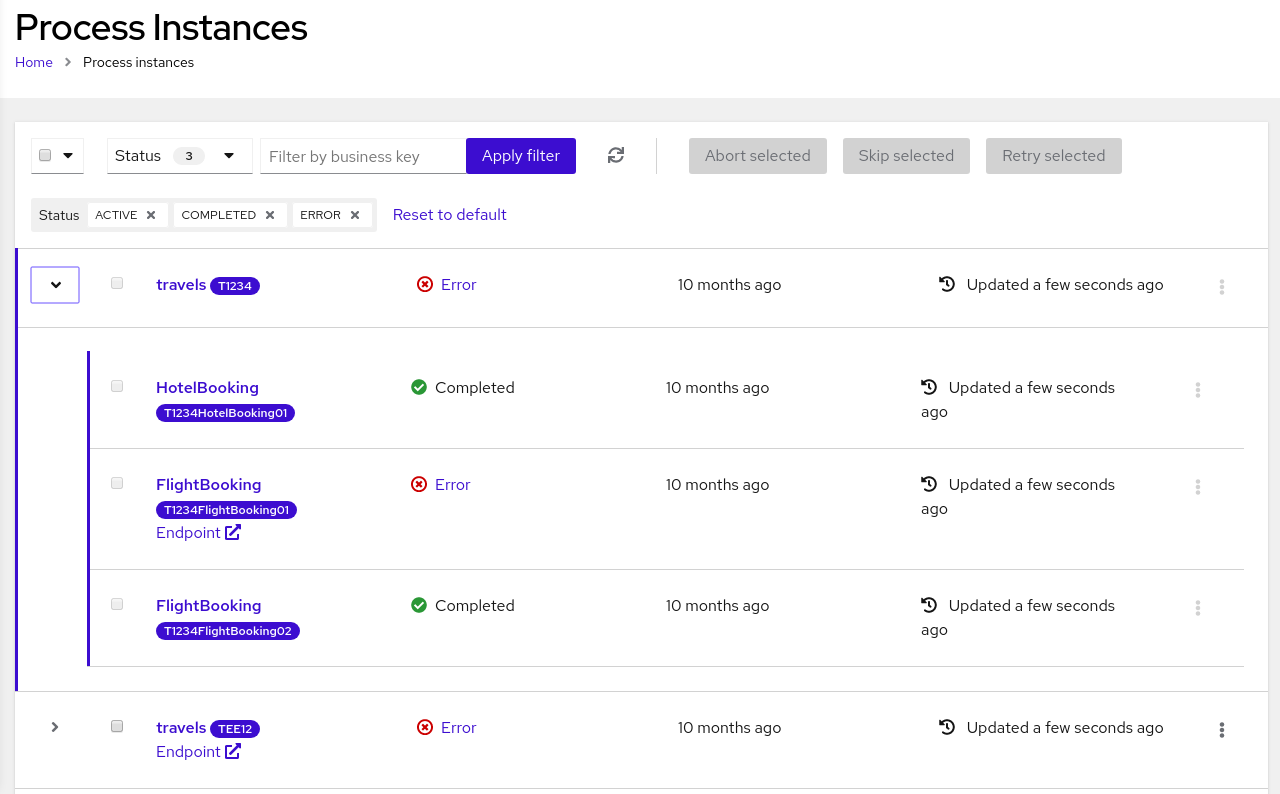 Process Instances
Home Process instances
Status 3 Filter by business key Apply filter Abort selected Skip selected Retry selected
Status ACTIVE COMPLETED ERROR Reset to default
travels T1234 Error 10 months ago Updated a few seconds ago
HotelBooking Completed 10 months ago Updated a few seconds
T1234HotelBooking01 ago
FlightBooking Error 10 months ago Updated a few seconds
T1234FlightBooking01 ago
Endpoint
FlightBooking Completed 10 months ago Updated a few seconds
T1234FlightBooking02 ago
travels TEE12 Error 10 months ago Updated a few seconds ago
Endpoint